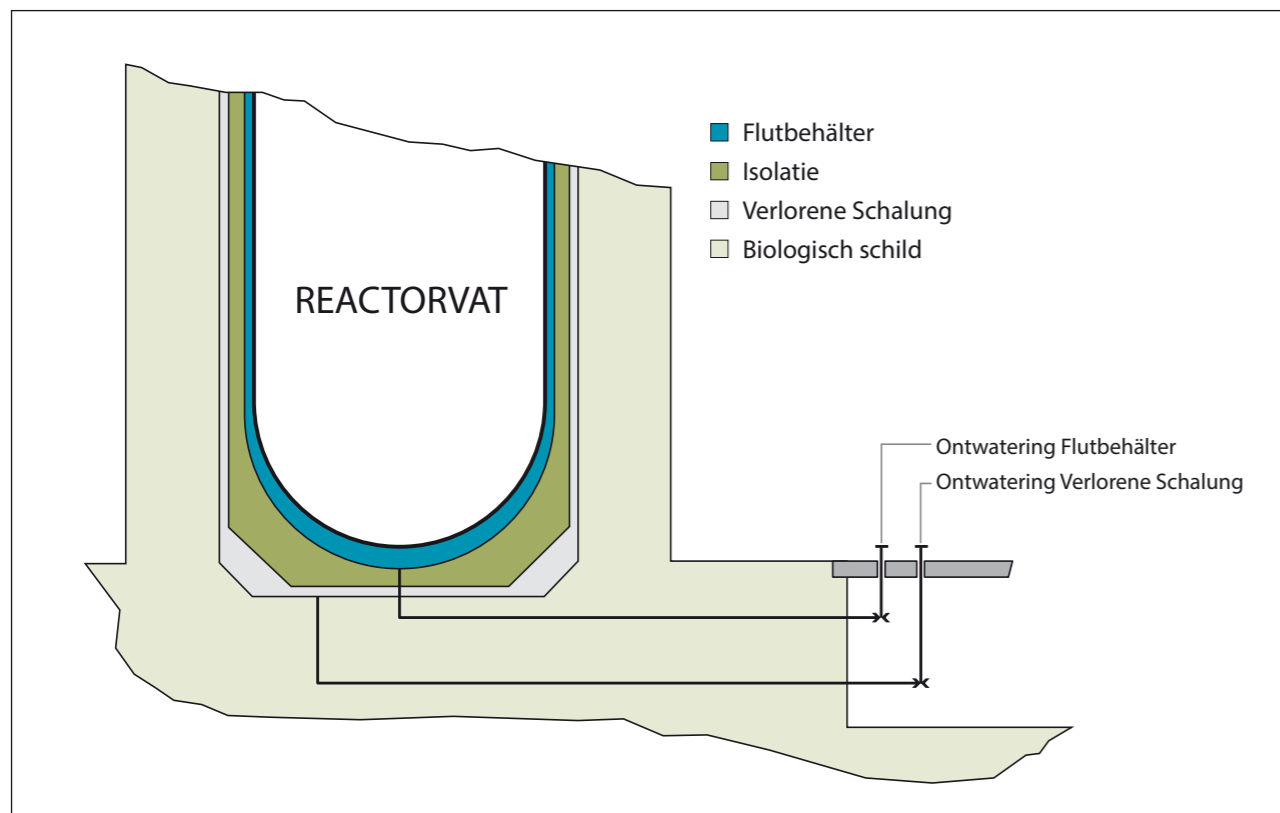 Flutbehälter
Isolatie
Verlorene Schalung
Biologisch schild
REACTORVAT
Ontwatering Flutbehälter
Ontwatering Verlorene Schalung